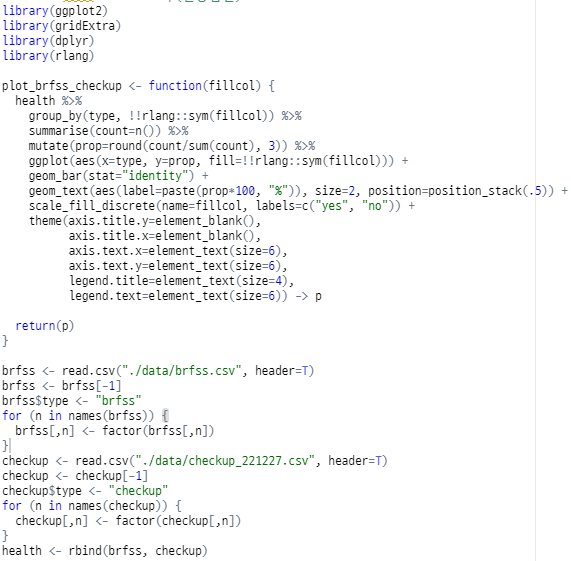 library(ggplot2)
library(gridExtra)
library(dplyr)
library(rlang)

plot_brfss_checkup <- function(fillcol) {
  health %>%
    group_by(type, !!rlang::sym(fillcol)) %>%
    summarise(count=n()) %>%
    mutate(prop=round(count/sum(count), 3)) %>%
    ggplot(aes(x=type, y=prop, fill=!!rlang::sym(fillcol))) +
    geom_bar(stat="identity") +
    geom_text(aes(label=paste(prop*100, "%")), size=2, position=position_stack(.5)) +
    scale_fill_discrete(name=fillcol, labels=c("yes", "no")) +
    theme(axis.title.y=element_blank(),
          axis.title.x=element_blank(),
          axis.text.x=element_text(size=6),
          axis.text.y=element_text(size=6),
          legend.title=element_text(size=4),
          legend.text=element_text(size=6)) -> p

  return(p)
}

brfss <- read.csv("./data/brfss.csv", header=T)
brfss <- brfss[-1]
brfss$type <- "brfss"
for (n in names(brfss)) {
  brfss[,n] <- factor(brfss[,n])
}
checkup <- read.csv("./data/checkup_221227.csv", header=T)
checkup <- checkup[-1]
checkup$type <- "checkup"
for (n in names(checkup)) {
  checkup[,n] <- factor(checkup[,n])
}
health <- rbind(brfss, checkup)